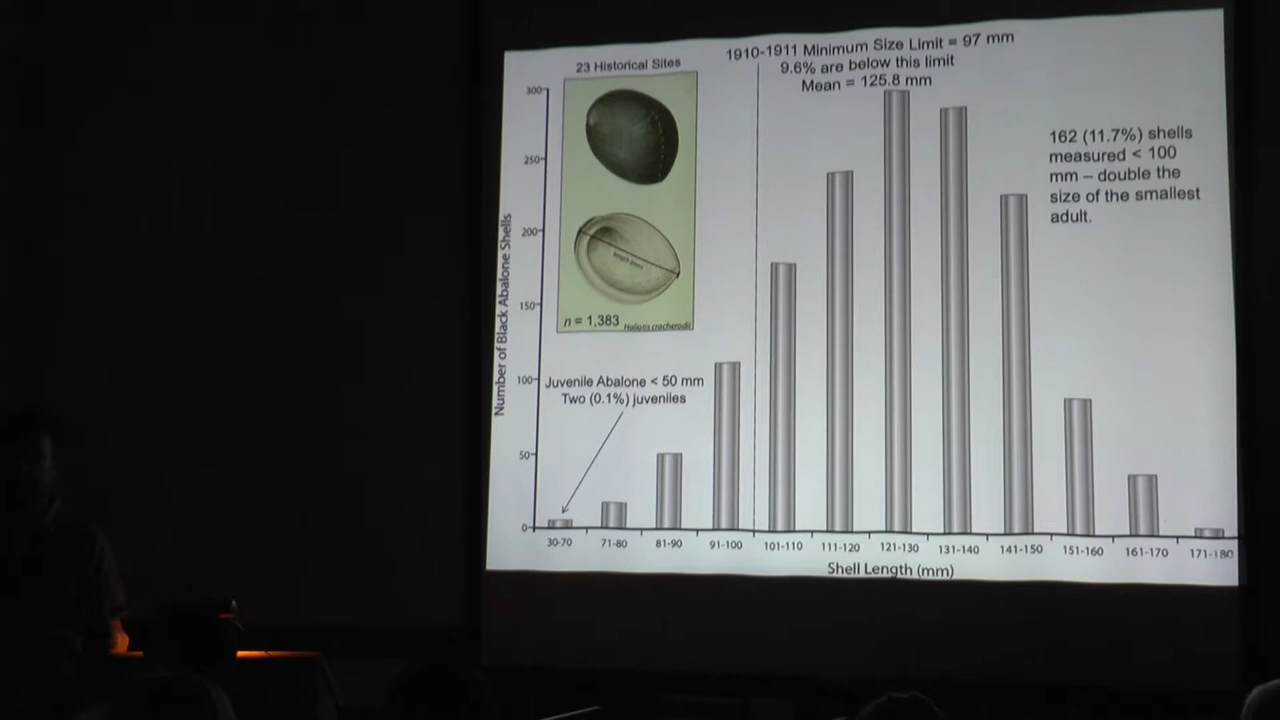 1910-1911 Minimum Size Limit = 97 mm
9.6% are below this limit
Mean = 125.8 mm
23 Historical Sites
length (mm)
n = 1,383
Haliotis cracherodii
162 (11.7%) shells
measured < 100
mm – double the
size of the smallest
adult.
Juvenile Abalone < 50 mm
Two (0.1%) juveniles
Number of Black Abalone Shells
300
250
200
150
100
50
0
30-70
71-80
81-90
91-100
101-110
111-120
121-130
131-140
141-150
151-160
161-170
171-180
Shell Length (mm)